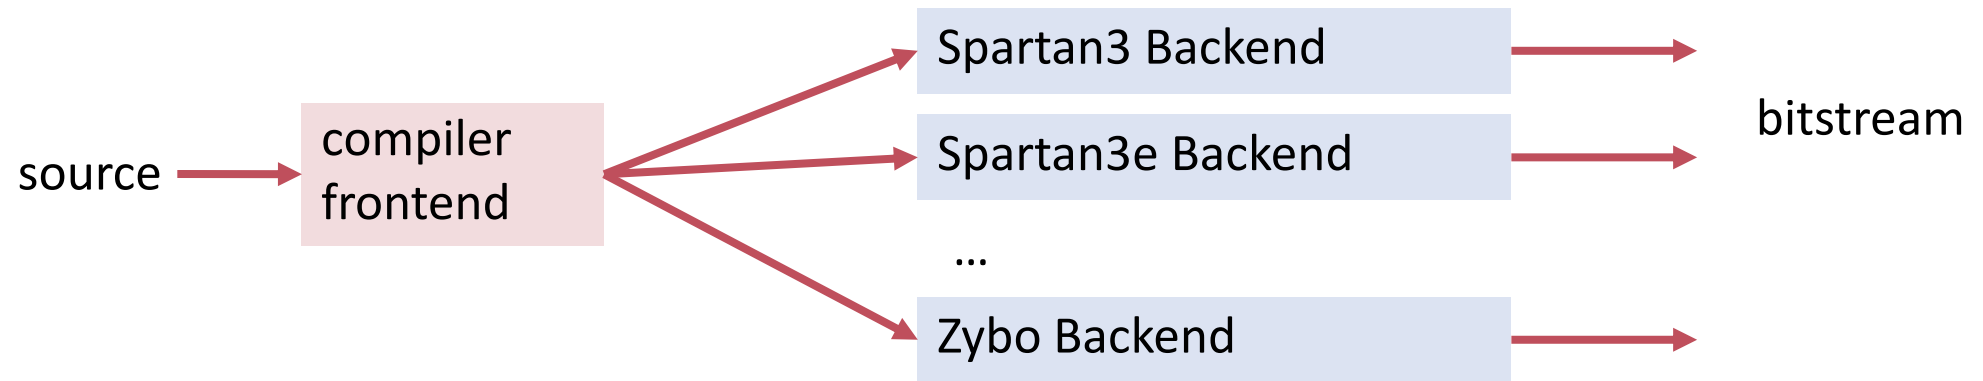 source
compiler
frontend
Spartan3 Backend
Spartan3e Backend
...
Zybo Backend
bitstream